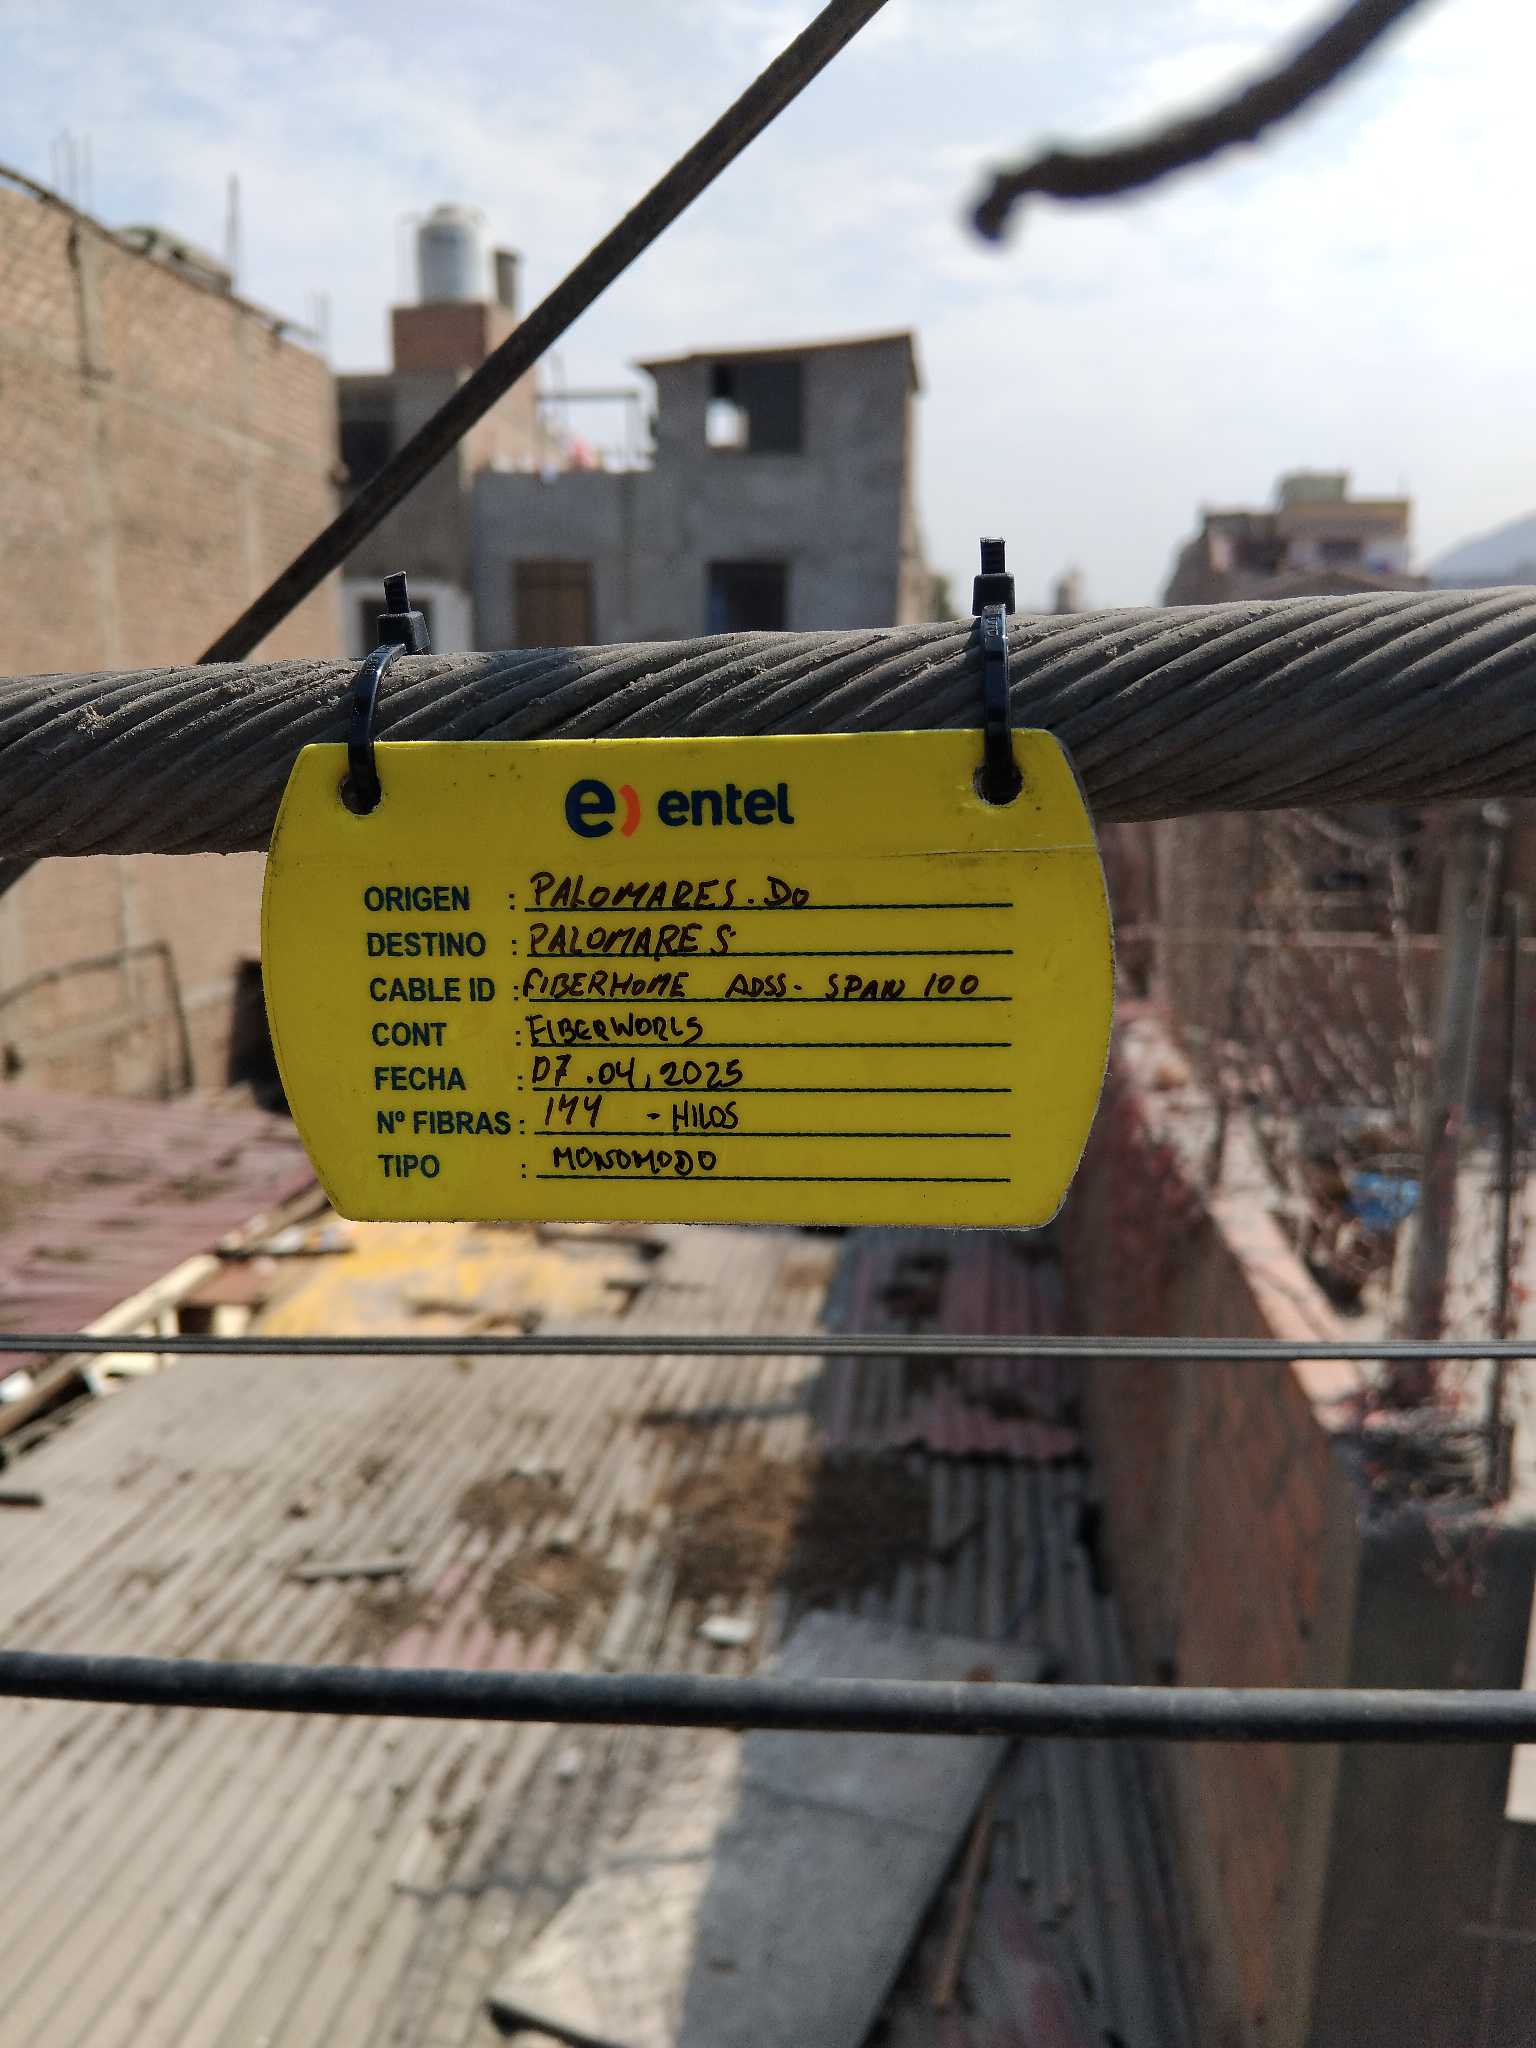 e) entel
ORIGEN : PALOMARES. DO
DESTINO : PALOMARES
CABLE ID : FIBERHOME ADSS- SPAN 100
CONT : FIBERWORLS
FECHA : 07.04,2025
Nº FIBRAS : 144 - HILOS
TIPO : MONOMODO